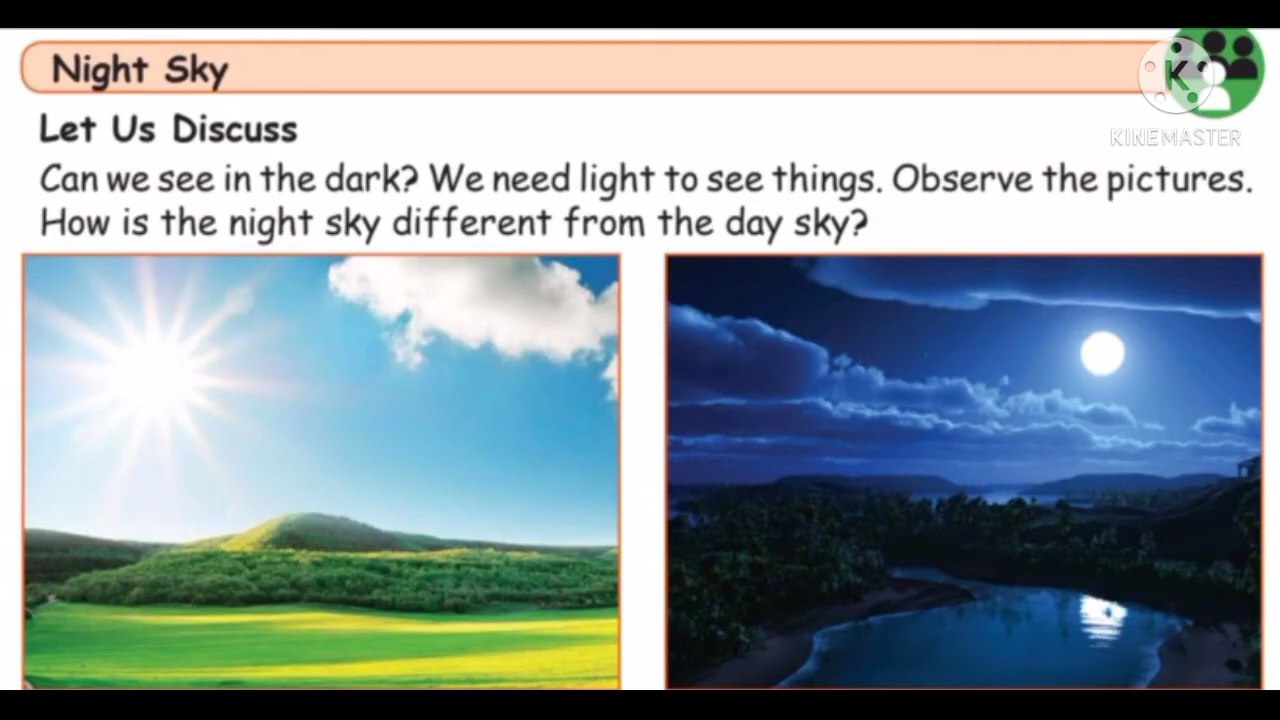 Night Sky
K
KINEMASTER
Let Us Discuss
Can we see in the dark? We need light to see things. Observe the pictures.
How is the night sky different from the day sky?